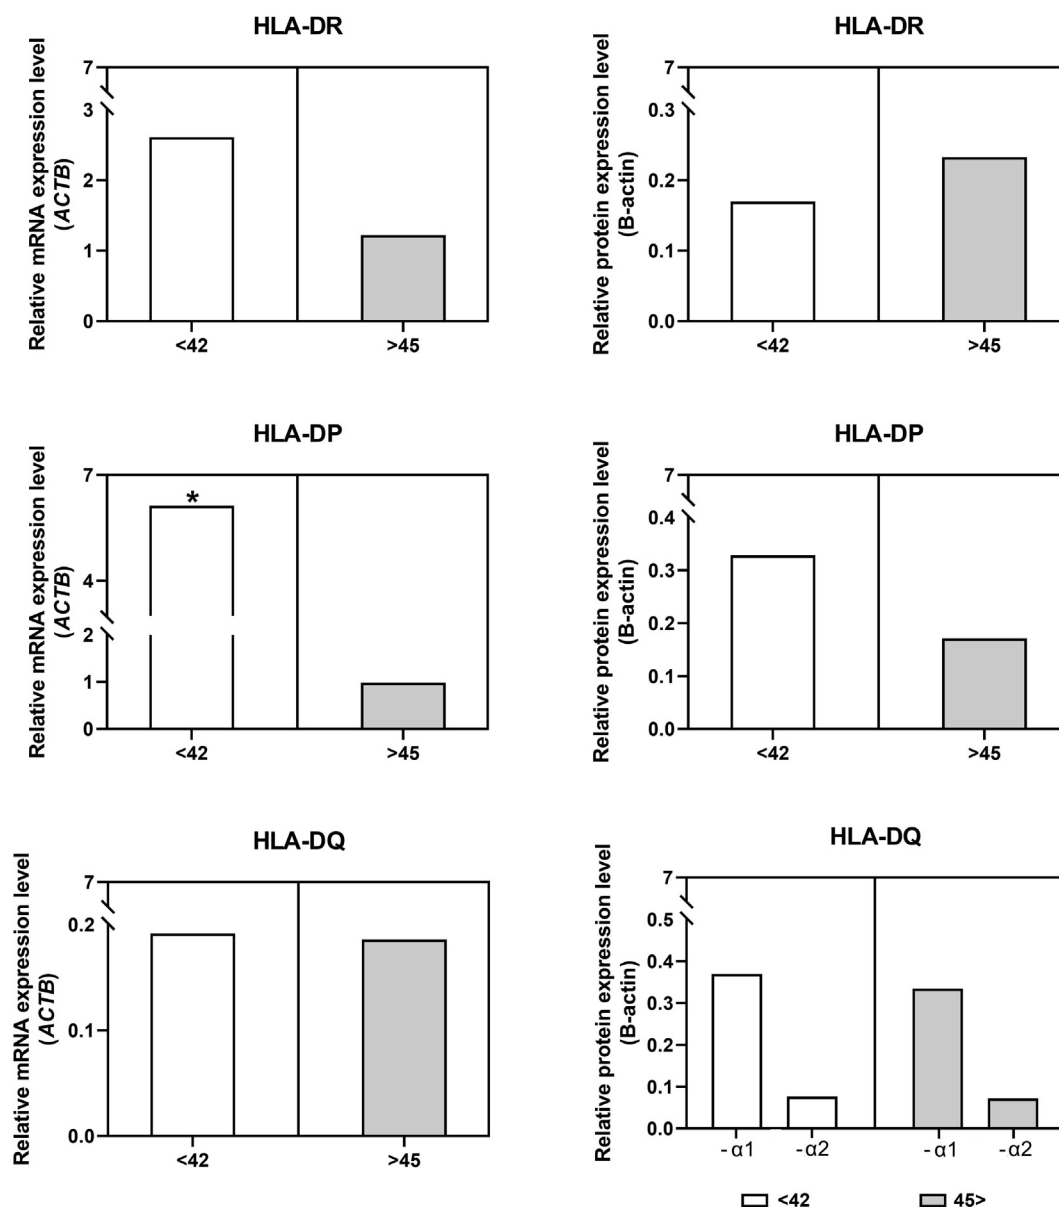 HLA-DR
Relative mRNA expression level
(ACTB)
7
3
2
1
0
<42
>45
HLA-DR
Relative protein expression level
(B-actin)
7
0.3
0.2
0.1
0.0
<42
>45
HLA-DP
Relative mRNA expression level
(ACTB)
7
4
2
1
0
*
<42
>45
HLA-DP
Relative protein expression level
(B-actin)
7
0.4
0.3
0.2
0.1
0.0
<42
>45
HLA-DQ
Relative mRNA expression level
(ACTB)
7
0.2
0.1
0.0
<42
>45
HLA-DQ
Relative protein expression level
(B-actin)
7
0.5
0.4
0.3
0.2
0.1
0.0
-α1 -α2 -α1 -α2
<42 45>